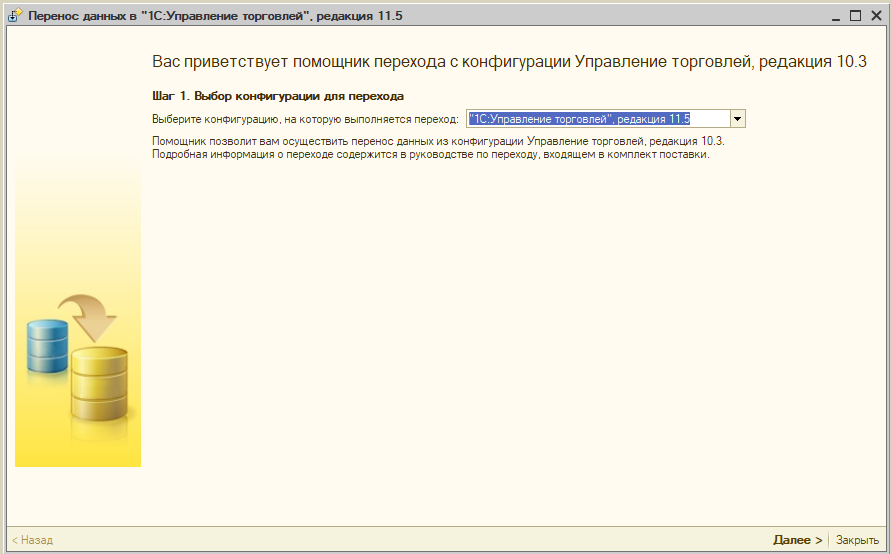 Перенос данных в "1С:Управление торговлей", редакция 11.5
Вас приветствует помощник перехода с конфигурации Управление торговлей, редакция 10.3
Шаг 1. Выбор конфигурации для перехода
Выберите конфигурацию, на которую выполняется переход: "1С:Управление торговлей", редакция 11.5
Помощник позволит вам осуществить перенос данных из конфигурации Управление торговлей, редакция 10.3.
Подробная информация о переходе содержится в руководстве по переходу, входящем в комплект поставки.
< Назад Далее > Закрыть